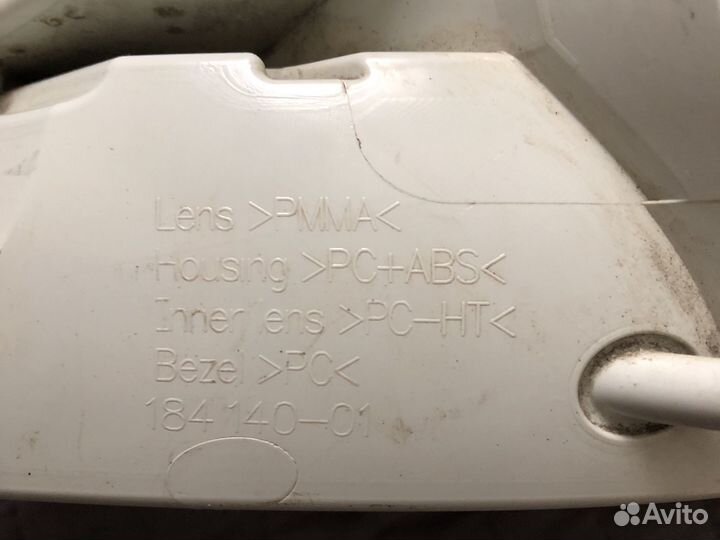 Lens >PMMA<
Housing >PC+ABS<
Inner lens >PC-HT<
Bezel >PC<
184140-01
Avito